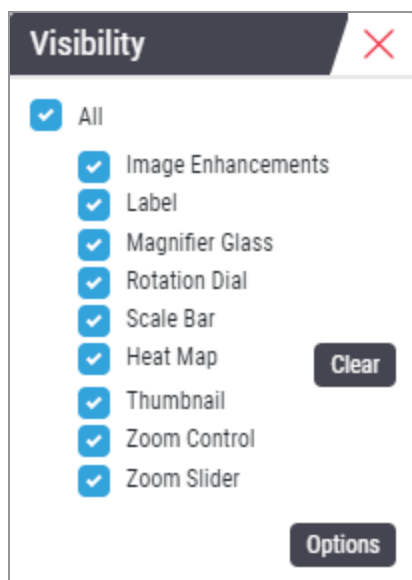 Visibility
All
Image Enhancements
Label
Magnifier Glass
Rotation Dial
Scale Bar
Heat Map Clear
Thumbnail
Zoom Control
Zoom Slider
Options